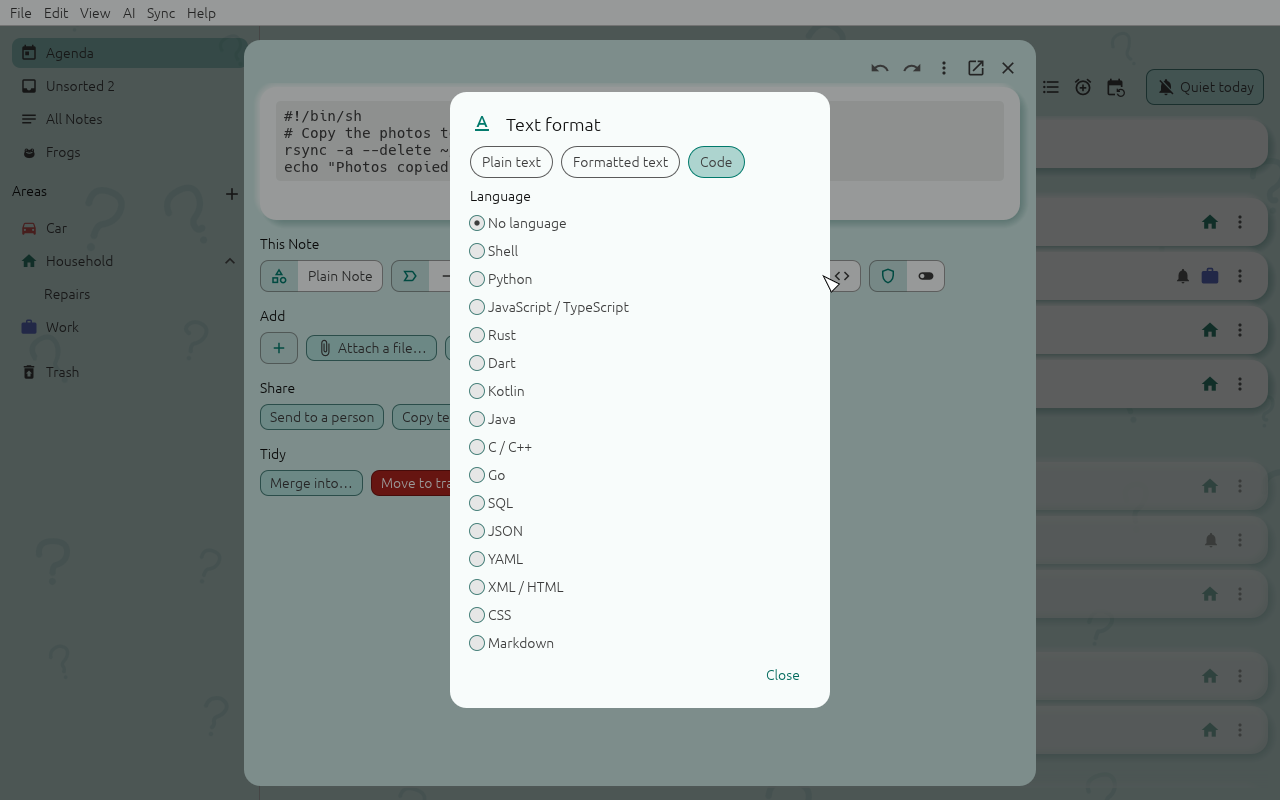 File Edit View AI Sync Help
Agenda
Unsorted 2
All Notes
Frogs
Areas
Car
Household
Repairs
Work
Trash
Quiet today
#!/bin/sh
# Copy the photos
rsync -a --delete ~
echo "Photos copied
This Note
Plain Note
Add
Attach a file…
Share
Send to a person
Copy
Tidy
Merge into…
Move to
Text format
Plain text
Formatted text
Code
Language
No language
Shell
Python
JavaScript / TypeScript
Rust
Dart
Kotlin
Java
C / C++
Go
SQL
JSON
YAML
XML / HTML
CSS
Markdown
Close